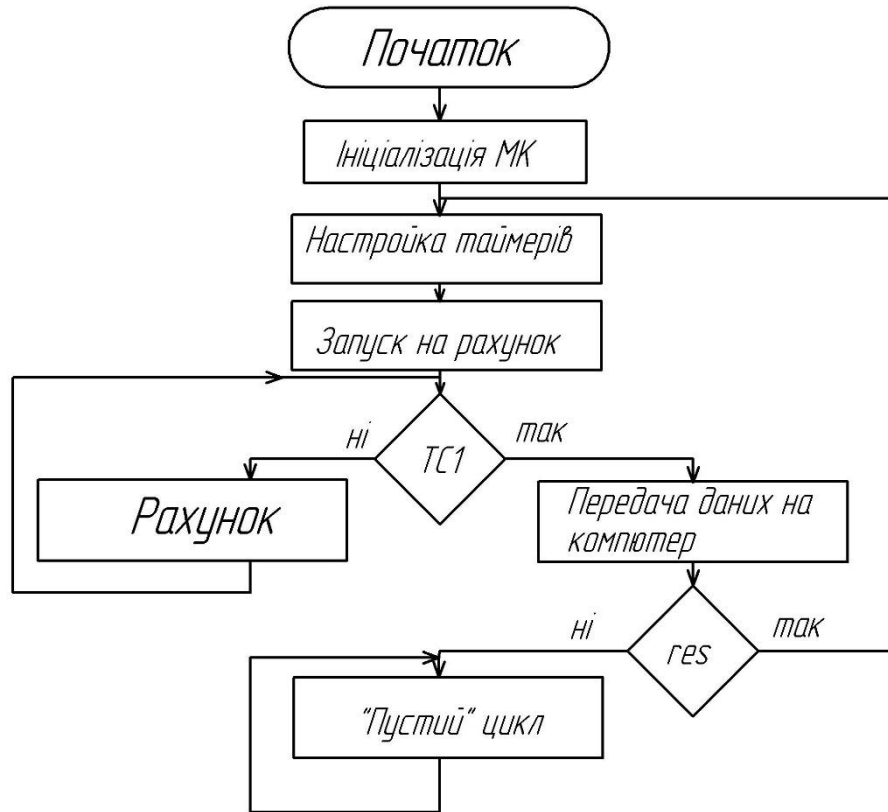 Початок
Ініціалізація МК
Настройка таймерів
Запуск на рахунок
ні
так
ТС1
Рахунок
Передача даних на
компютер
ні
так
res
"Пустий" цикл